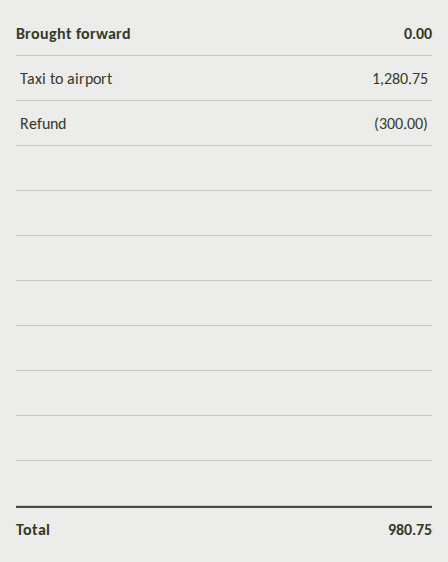 Brought forward 0.00
Taxi to airport 1,280.75
Refund (300.00)
Total 980.75